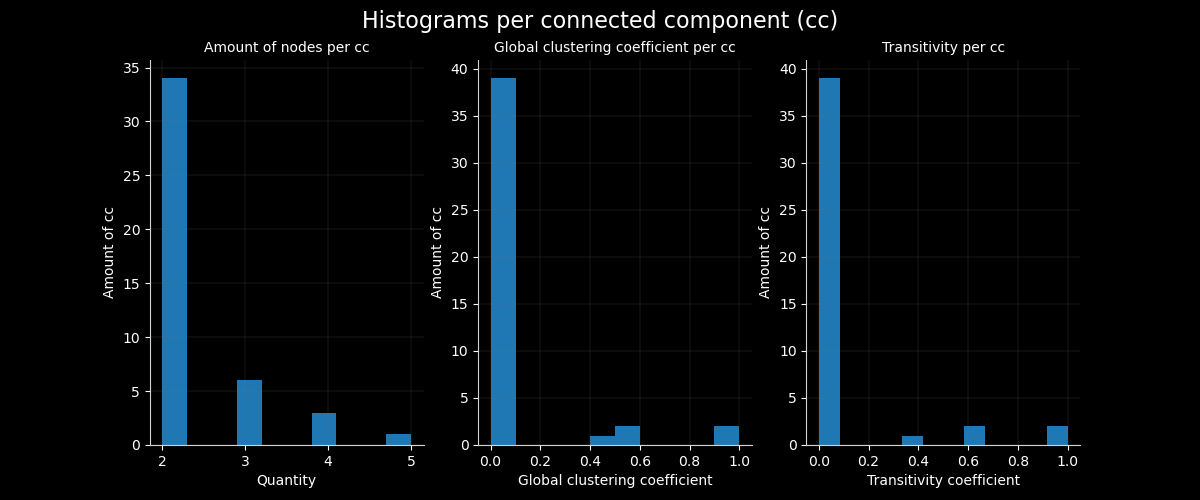 Histograms per connected component (cc)
Amount of nodes per cc
35
30
25
20
15
10
5
0
Amount of cc
2 3 4 5
Quantity
Global clustering coefficient per cc
40
35
30
25
20
15
10
5
0
Amount of cc
0.0 0.2 0.4 0.6 0.8 1.0
Global clustering coefficient
Transitivity per cc
40
35
30
25
20
15
10
5
0
Amount of cc
0.0 0.2 0.4 0.6 0.8 1.0
Transitivity coefficient